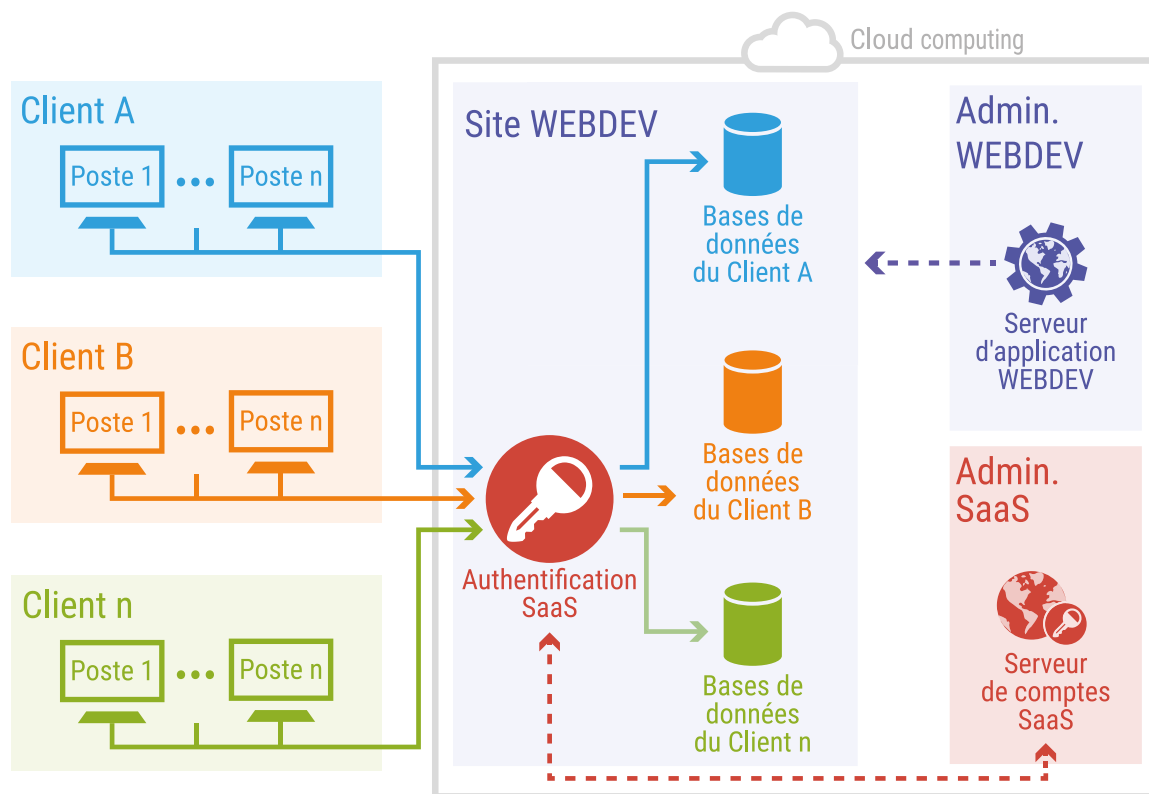 Cloud computing
Client A
Poste 1
Poste n
Client B
Poste 1
Poste n
Client n
Poste 1
Poste n
Site WEBDEV
Bases de
données
du Client A
Bases de
données
du Client B
Bases de
données
du Client n
Authentification
SaaS
Admin.
WEBDEV
Serveur
d'application
WEBDEV
Admin.
SaaS
Serveur
de comptes
SaaS